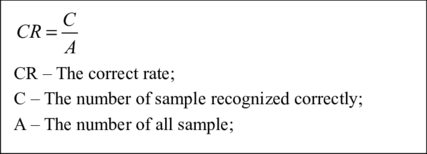 CR = C/A
CR – The correct rate;
C – The number of sample recognized correctly;
A – The number of all sample;